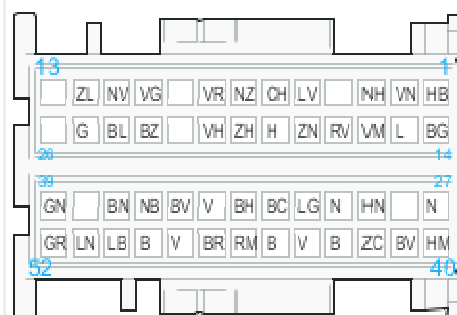 13 1
ZL NV VG VR NZ CH LV NH VN HB
G BL BZ VH ZH H ZN RV VM L BG
26 14
39 27
GN BN NB BV V BH BC LG N HN N
GR LN LB B V BR RM B V B ZC BV HM
52 40